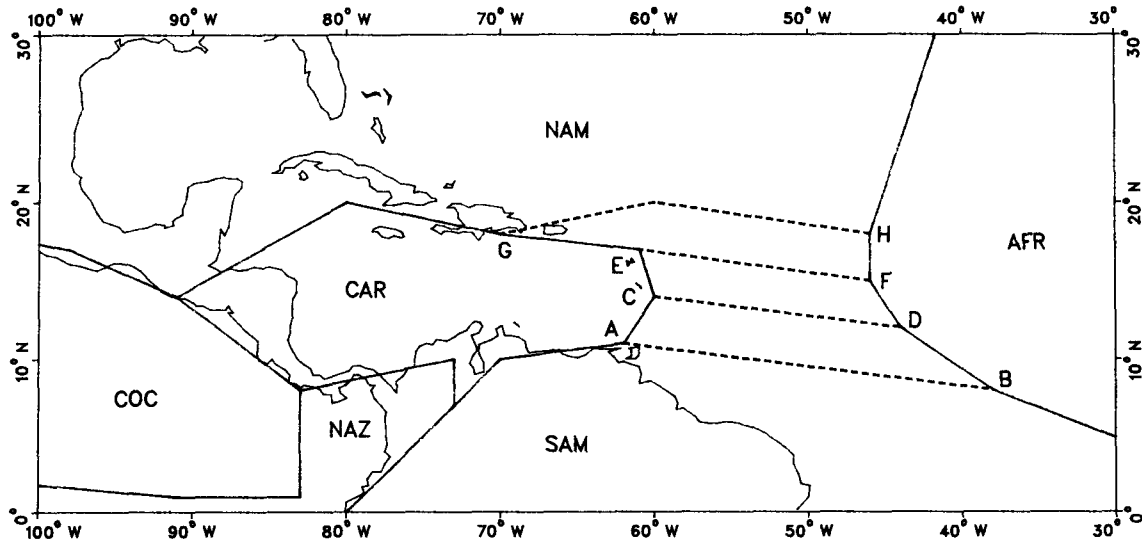 100° W 90° W 80° W 70° W 60° W 50° W 40° W 30°
30° 30°
NAM
20° N 20° N
H
AFR
G
E
F
CAR
C
D
A
10° N 10° N
B
COC
NAZ
SAM
0° 0°
100° W 90° W 80° W 70° W 60° W 50° W 40° W 30°